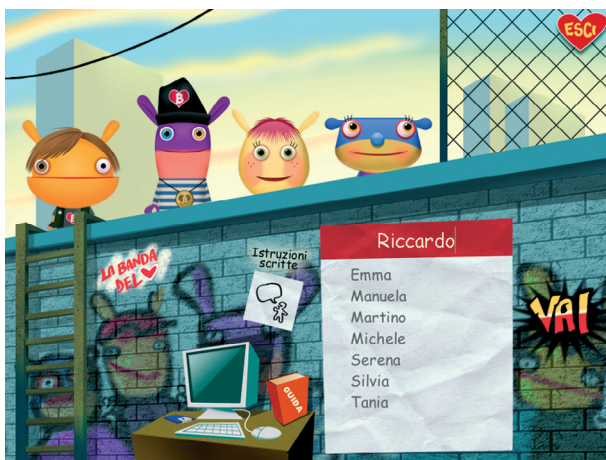 ESCI
B
B
B
LA BANDA
DEL
Istruzioni
scritte
Riccardo
Emma
Manuela
Martino
Michele
Serena
Silvia
Tania
VAI
GUIDA